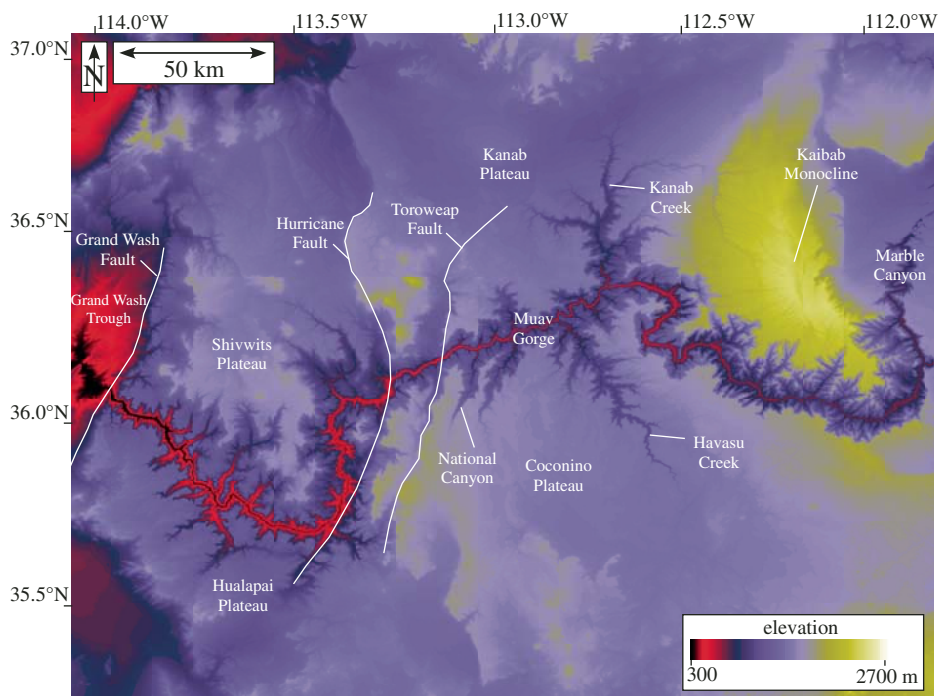 114.0°W 113.5°W 113.0°W 112.5°W 112.0°W
37.0°N
N
50 km
Kanab
Plateau
Kaibab
Monocline
Kanab
Creek
36.5°N
Hurricane
Fault
Toroweap
Fault
Grand Wash
Fault
Marble
Canyon
Grand Wash
Trough
Muav
Gorge
Shivwits
Plateau
36.0°N
National
Canyon
Coconino
Plateau
Havasu
Creek
35.5°N
Hualapai
Plateau
elevation
300 2700 m